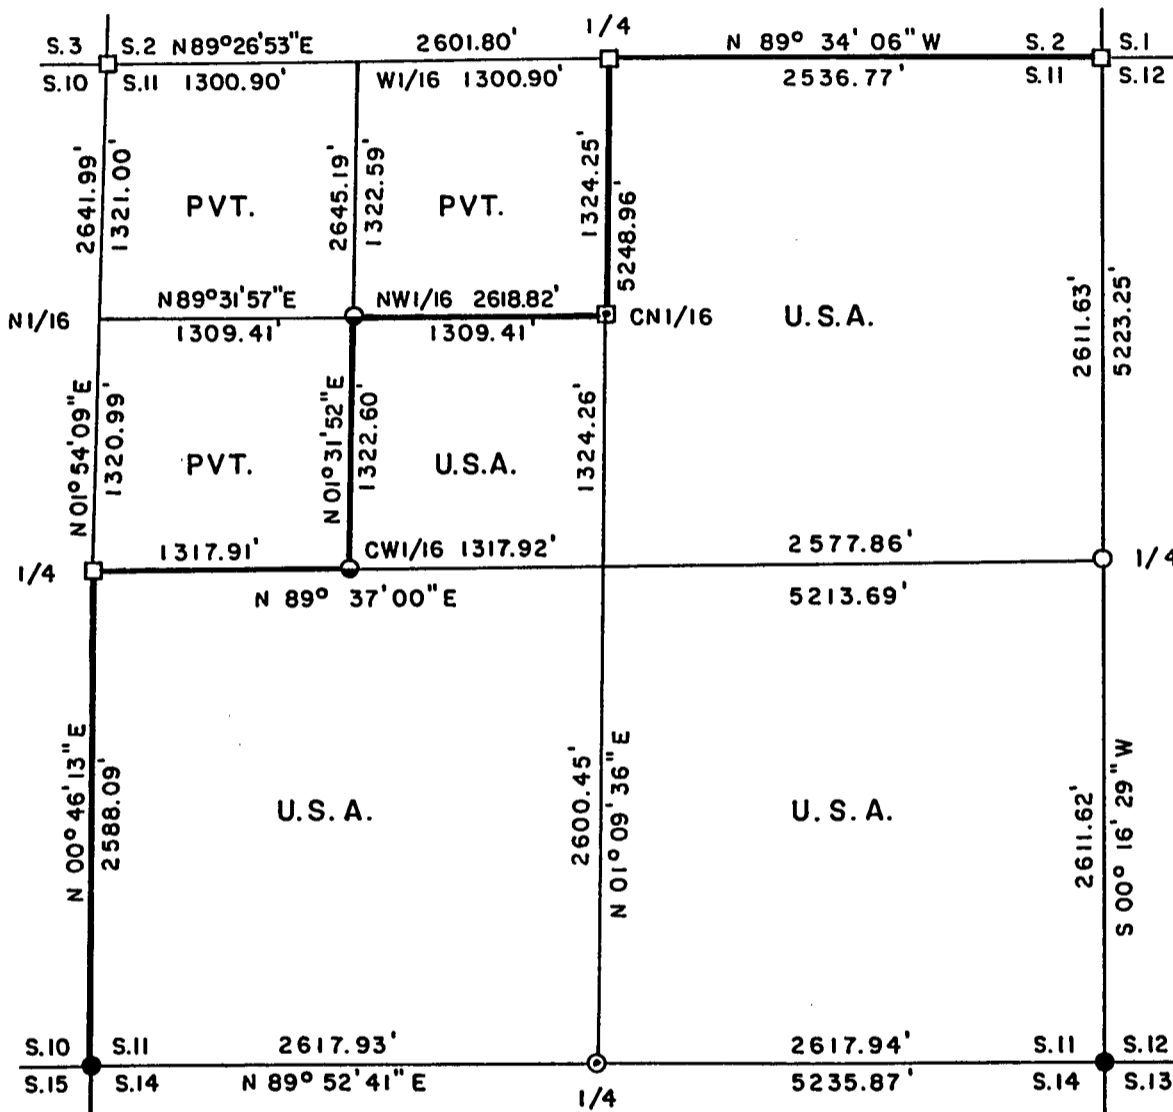 1/4
S.3 S.2 N89°26'53"E 2601.80' N 89° 34' 06" W S.2 S.1
S.10 S.11 1300.90' W1/16 1300.90' 2536.77' S.11 S.12
2641.99'
1321.00'
PVT.
2645.19'
1322.59'
PVT.
1324.25'
5248.96'
N1/16
N89°31'57"E NW1/16 2618.82'
1309.41' 1309.41'
CN1/16
U.S.A.
2611.63'
5223.25'
N 01° 54' 09" E
1320.99'
PVT.
N 01° 31' 52" E
1322.60'
U.S.A.
1324.26'
1/4
1317.91' CW1/16 1317.92' 2577.86'
1/4
N 89° 37' 00" E 5213.69'
N 00° 46' 13" E
2588.09'
U.S.A.
2600.45'
N 01° 09' 36" E
U.S.A.
2611.62'
S 00° 16' 29" W
S.10 S.11 2617.93' 2617.94' S.11 S.12
S.15 S.14 N 89° 52' 41" E 5235.87' S.14 S.13
1/4